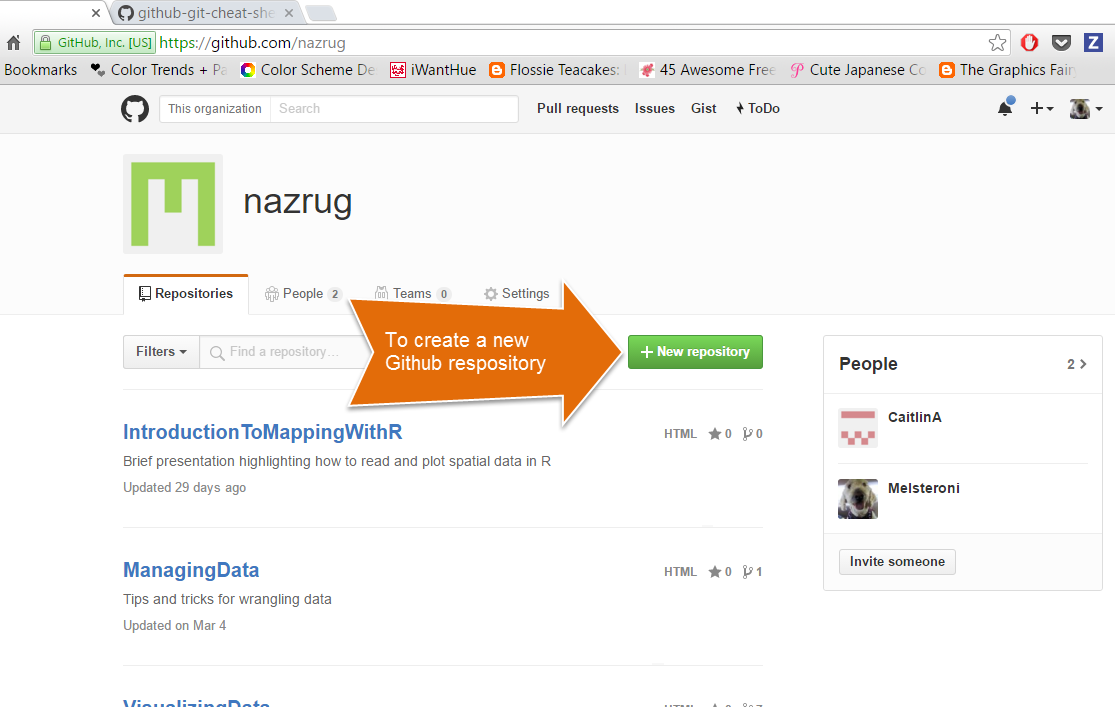 github-git-cheat-she
GitHub, Inc. [US] https://github.com/nazrug
Z
Bookmarks Color Trends + Pa Color Scheme De iWantHue Flossie Teacakes: 45 Awesome Free Cute Japanese Co The Graphics Fairy
This organization Search Pull requests Issues Gist ToDo
nazrug
Repositories People 2 Teams 0 Settings
Filters Find a repository... To create a new
Github respository
New repository
IntroductionToMappingWithR HTML 0 0
Brief presentation highlighting how to read and plot spatial data in R
Updated 29 days ago
ManagingData HTML 0 1
Tips and tricks for wrangling data
Updated on Mar 4
VisualizingData HTML
People 2
CaitlinA
Melsteroni
Invite someone